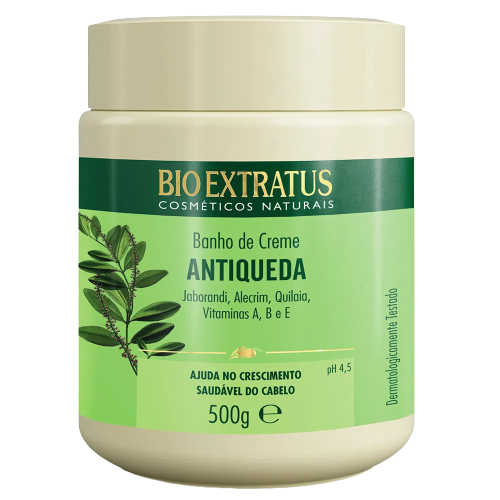 BIO EXTRATUS
COSMÉTICOS NATURAIS
Banho de Creme
ANTIQUEDA
Jaborandi, Alecrim, Quilaia,
Vitaminas A, B e E
pH 4,5
Dermatologicamente Testado
AJUDA NO CRESCIMENTO
SAUDÁVEL DO CABELO
500g ℮